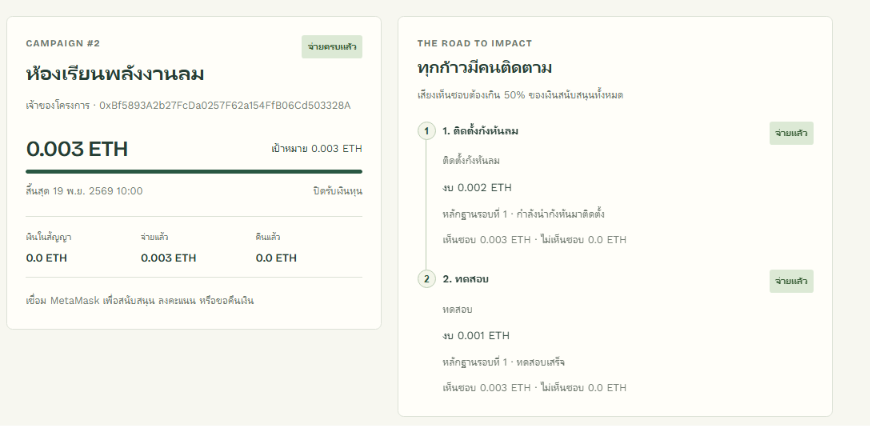 CAMPAIGN #2
จ่ายครบแล้ว
ห้องเรียนพลังงานลม
เจ้าของโครงการ · 0xBf5893A2b27FcDa0257F62a154FfB06Cd503328A
0.003 ETH
เป้าหมาย 0.003 ETH
สิ้นสุด 19 พ.ย. 2569 10:00
ปิดรับเงินทุน
เงินในสัญญา
จ่ายแล้ว
คืนแล้ว
0.0 ETH
0.003 ETH
0.0 ETH
เชื่อม MetaMask เพื่อสนับสนุน ลงคะแนน หรือขอคืนเงิน
THE ROAD TO IMPACT
ทุกก้าวมีคนติดตาม
เสียงเห็นชอบต้องเกิน 50% ของเงินสนับสนุนทั้งหมด
1
1. ติดตั้งกังหันลม
จ่ายแล้ว
ติดตั้งกังหันลม
งบ 0.002 ETH
หลักฐานรอบที่ 1 · กำลังนำกังหันมาติดตั้ง
เห็นชอบ 0.003 ETH · ไม่เห็นชอบ 0.0 ETH
2
2. ทดสอบ
จ่ายแล้ว
ทดสอบ
งบ 0.001 ETH
หลักฐานรอบที่ 1 · ทดสอบเสร็จ
เห็นชอบ 0.003 ETH · ไม่เห็นชอบ 0.0 ETH